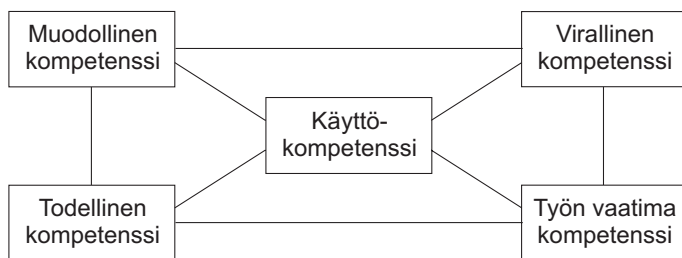 Muodollinen
kompetenssi
Virallinen
kompetenssi
Käyttö-
kompetenssi
Todellinen
kompetenssi
Työn vaatima
kompetenssi